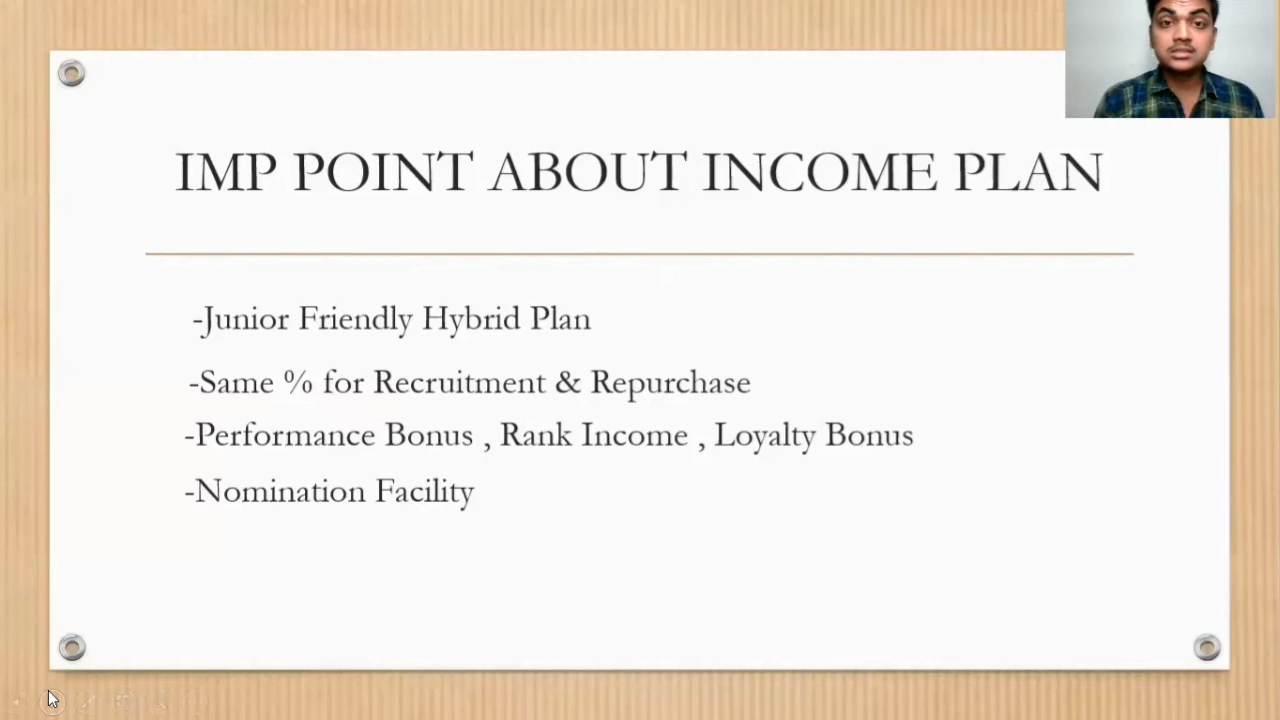 IMP POINT ABOUT INCOME PLAN
-Junior Friendly Hybrid Plan
-Same % for Recruitment & Repurchase
-Performance Bonus , Rank Income , Loyalty Bonus
-Nomination Facility